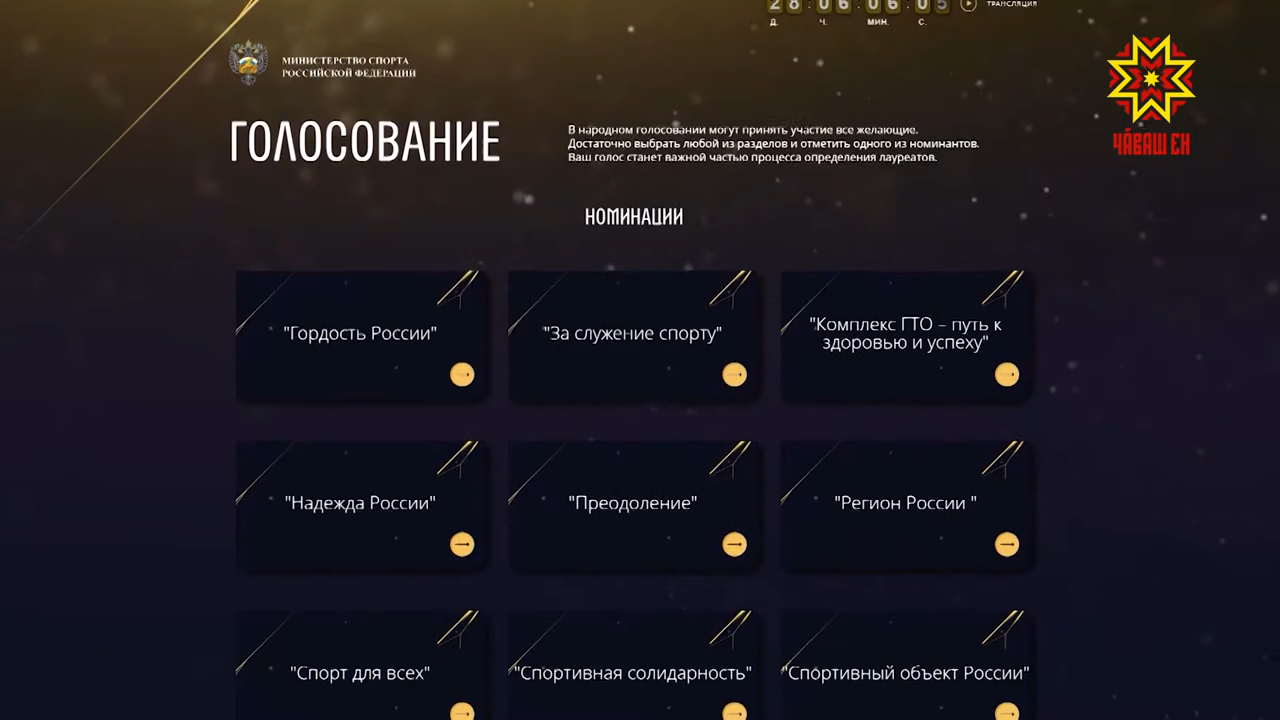 28 : 06 : 06 : 05
ТРАНСЛЯЦИЯ
Д. Ч. МИН. С.
МИНИСТЕРСТВО СПОРТА
РОССИЙСКОЙ ФЕДЕРАЦИИ
ЧӐВАШ ЕН
ГОЛОСОВАНИЕ
В народном голосовании могут принять участие все желающие.
Достаточно выбрать любой из разделов и отметить одного из номинантов.
Ваш голос станет важной частью процесса определения лауреатов.
НОМИНАЦИИ
"Гордость России"
"За служение спорту"
"Комплекс ГТО – путь к
здоровью и успеху"
"Надежда России"
"Преодоление"
"Регион России "
"Спорт для всех"
"Спортивная солидарность"
"Спортивный объект России"